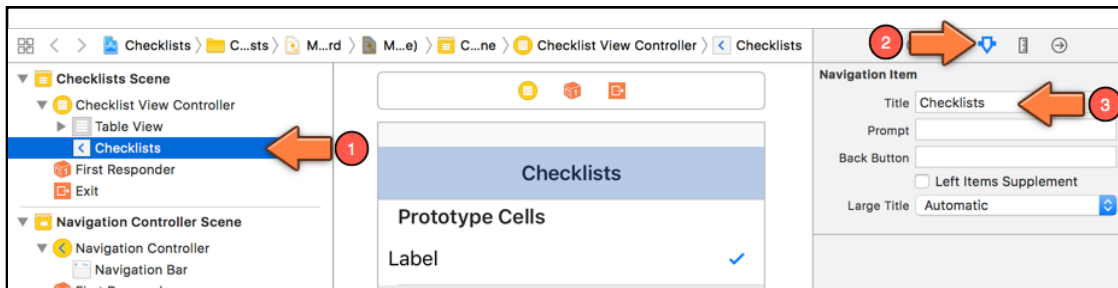 Checklists C...sts) M...rd M...e) C...ne Checklist View Controller Checklists
2
Checklists Scene
Checklist View Controller
Table View
Checklists
1
First Responder
Exit
Navigation Controller Scene
Navigation Controller
Navigation Bar
Checklists
Prototype Cells
Label
Navigation Item
Title Checklists
3
Prompt
Back Button
Left Items Supplement
Large Title Automatic